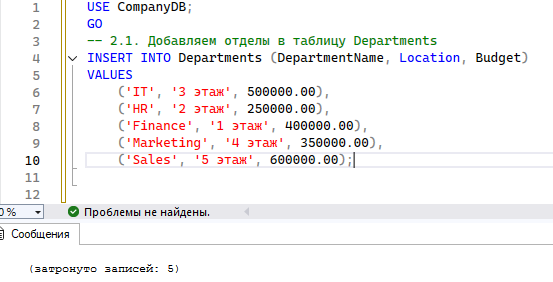 1 USE CompanyDB;
2 GO
3 -- 2.1. Добавляем отделы в таблицу Departments
4 INSERT INTO Departments (DepartmentName, Location, Budget)
5 VALUES
6 ('IT', '3 этаж', 500000.00),
7 ('HR', '2 этаж', 250000.00),
8 ('Finance', '1 этаж', 400000.00),
9 ('Marketing', '4 этаж', 350000.00),
10 ('Sales', '5 этаж', 600000.00);
11
12
0 % Проблемы не найдены.
Сообщения
(затронуто записей: 5)